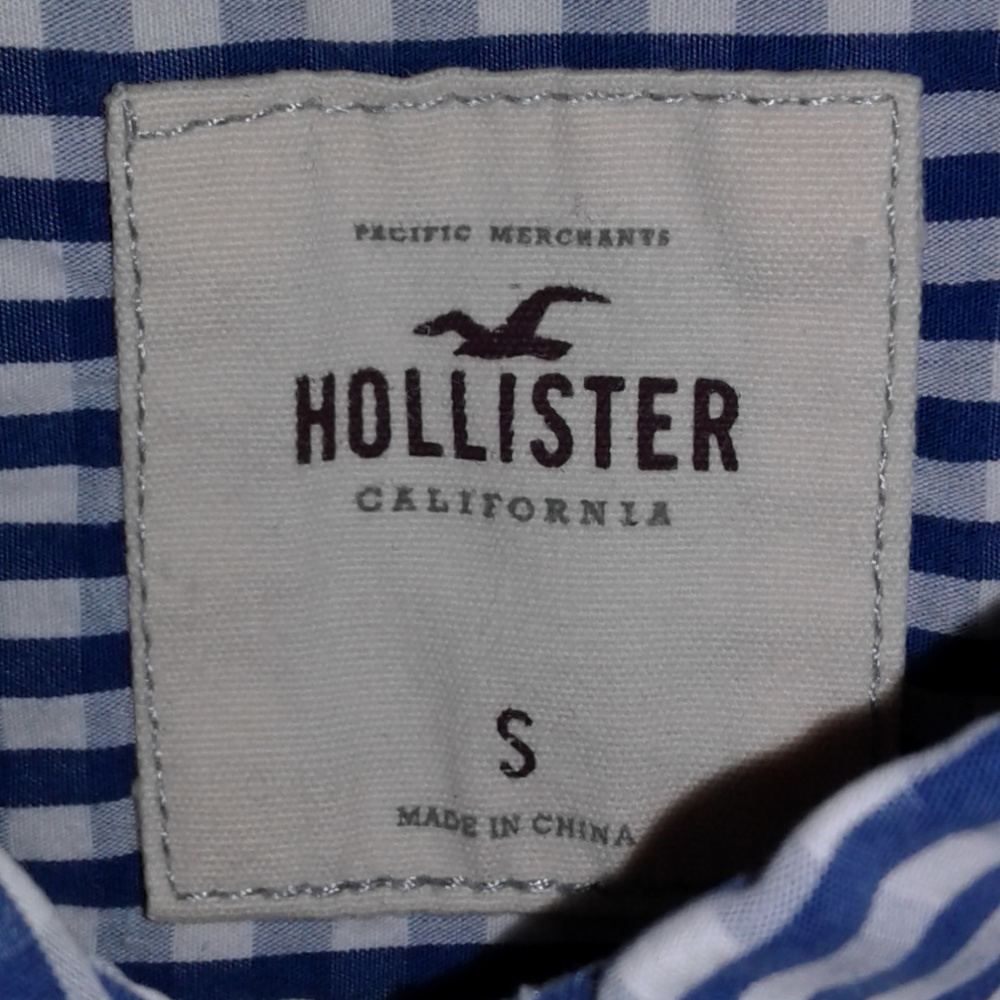 PACIFIC MERCHANTS
HOLLISTER
CALIFORNIA
S
MADE IN CHINA